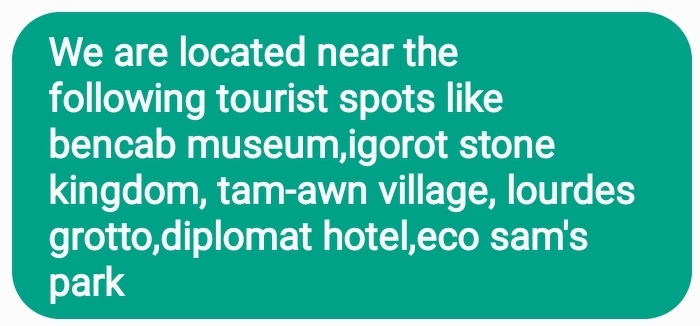 We are located near the
following tourist spots like
bencab museum,igorot stone
kingdom, tam-awn village, lourdes
grotto,diplomat hotel,eco sam's
park